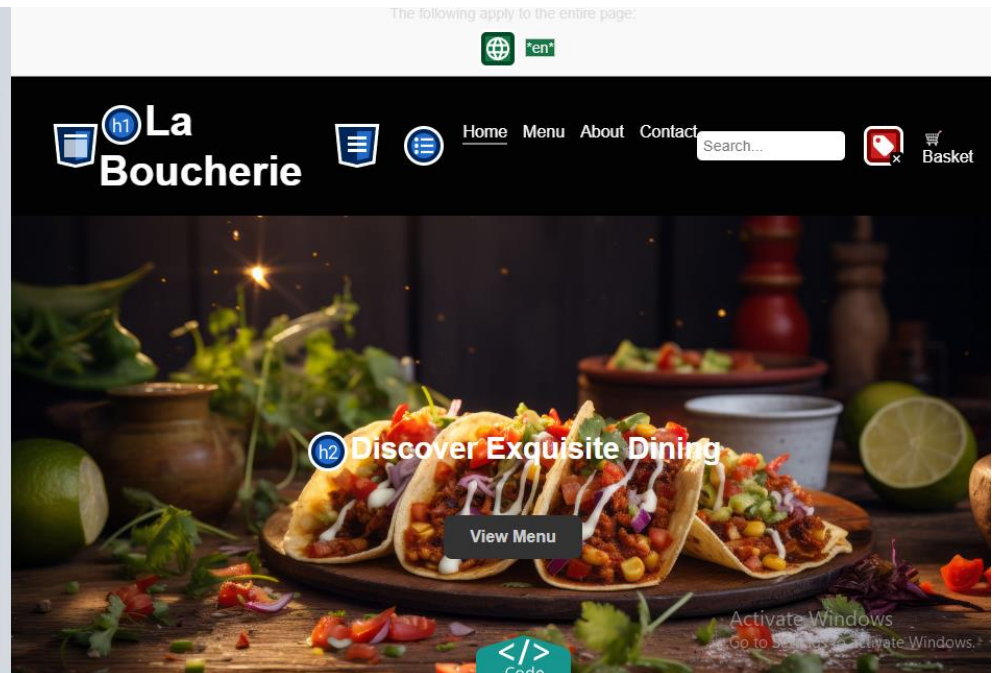 The following apply to the entire page:
*en*
h1 La
Boucherie
Home Menu About Contact
Search...
x
Basket
h2 Discover Exquisite Dining
View Menu
Activate Windows
Go to Settings to activate Windows.
</>
Code